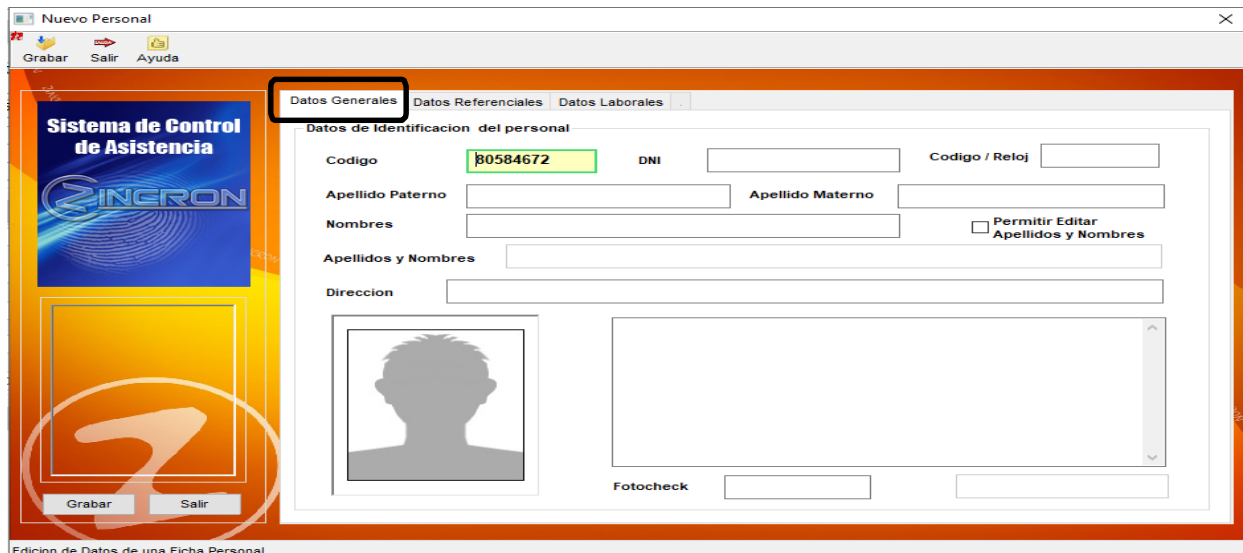 Nuevo Personal
Grabar Salir Ayuda
Datos Generales Datos Referenciales Datos Laborales .
Sistema de Control
de Asistencia
ZINCRON
Datos de Identificacion del personal
Codigo 80584672 DNI Codigo / Reloj
Apellido Paterno Apellido Materno
Nombres Permitir Editar
Apellidos y Nombres
Apellidos y Nombres
Direccion
Fotocheck
Grabar Salir
Edicion de Datos de una Ficha Personal